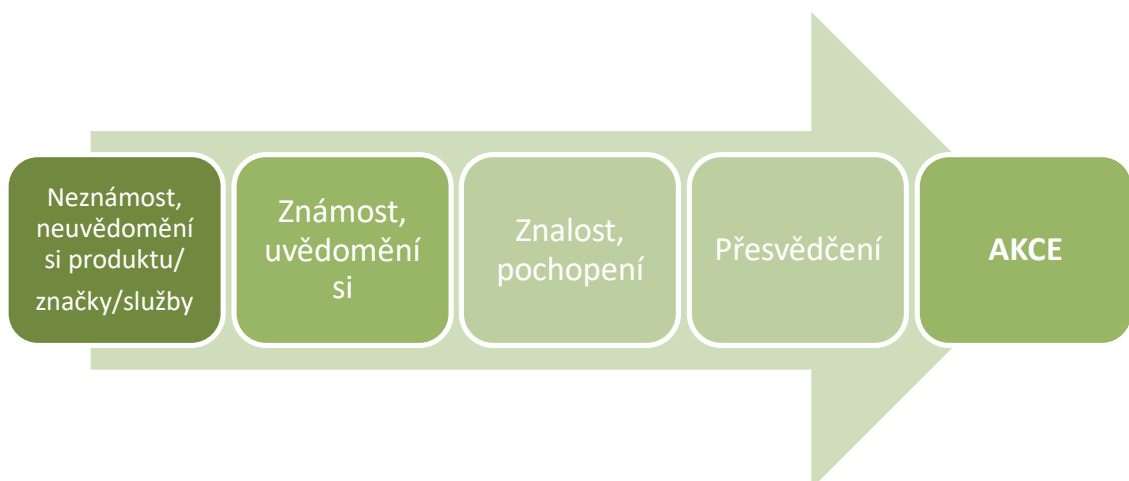 Neznámost,
neuvědomění
si produktu/
značky/služby
Známost,
uvědomění
si
Znalost,
pochopení
Přesvědčení
AKCE